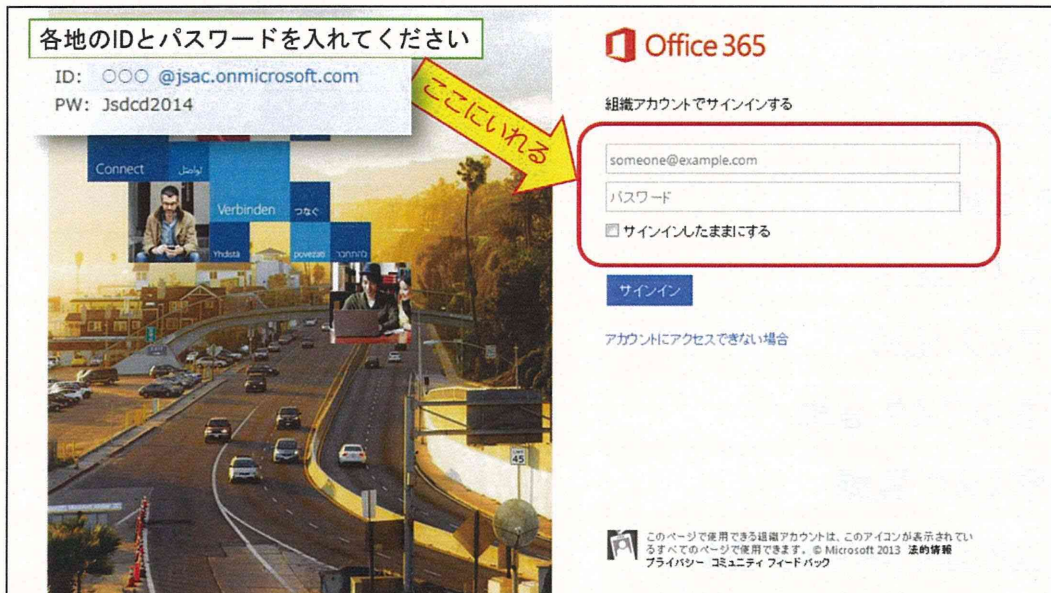 各地のIDとパスワードを入れてください
ID: ○○○ @jsac.onmicrosoft.com
PW: Jsdcd2014
ここにいれる
Office 365
組織アカウントでサインインする
someone@example.com
パスワード
サインインしたままにする
サインイン
アカウントにアクセスできない場合
Connect
تواصل
Verbinden
つなぐ
Yhdistä
povezati
להתחבר
45
このページで使用できる組織アカウントは、このアイコンが表示されてい
るすべてのページで使用できます。 © Microsoft 2013 法的情報
プライバシー コミュニティ フィードバック